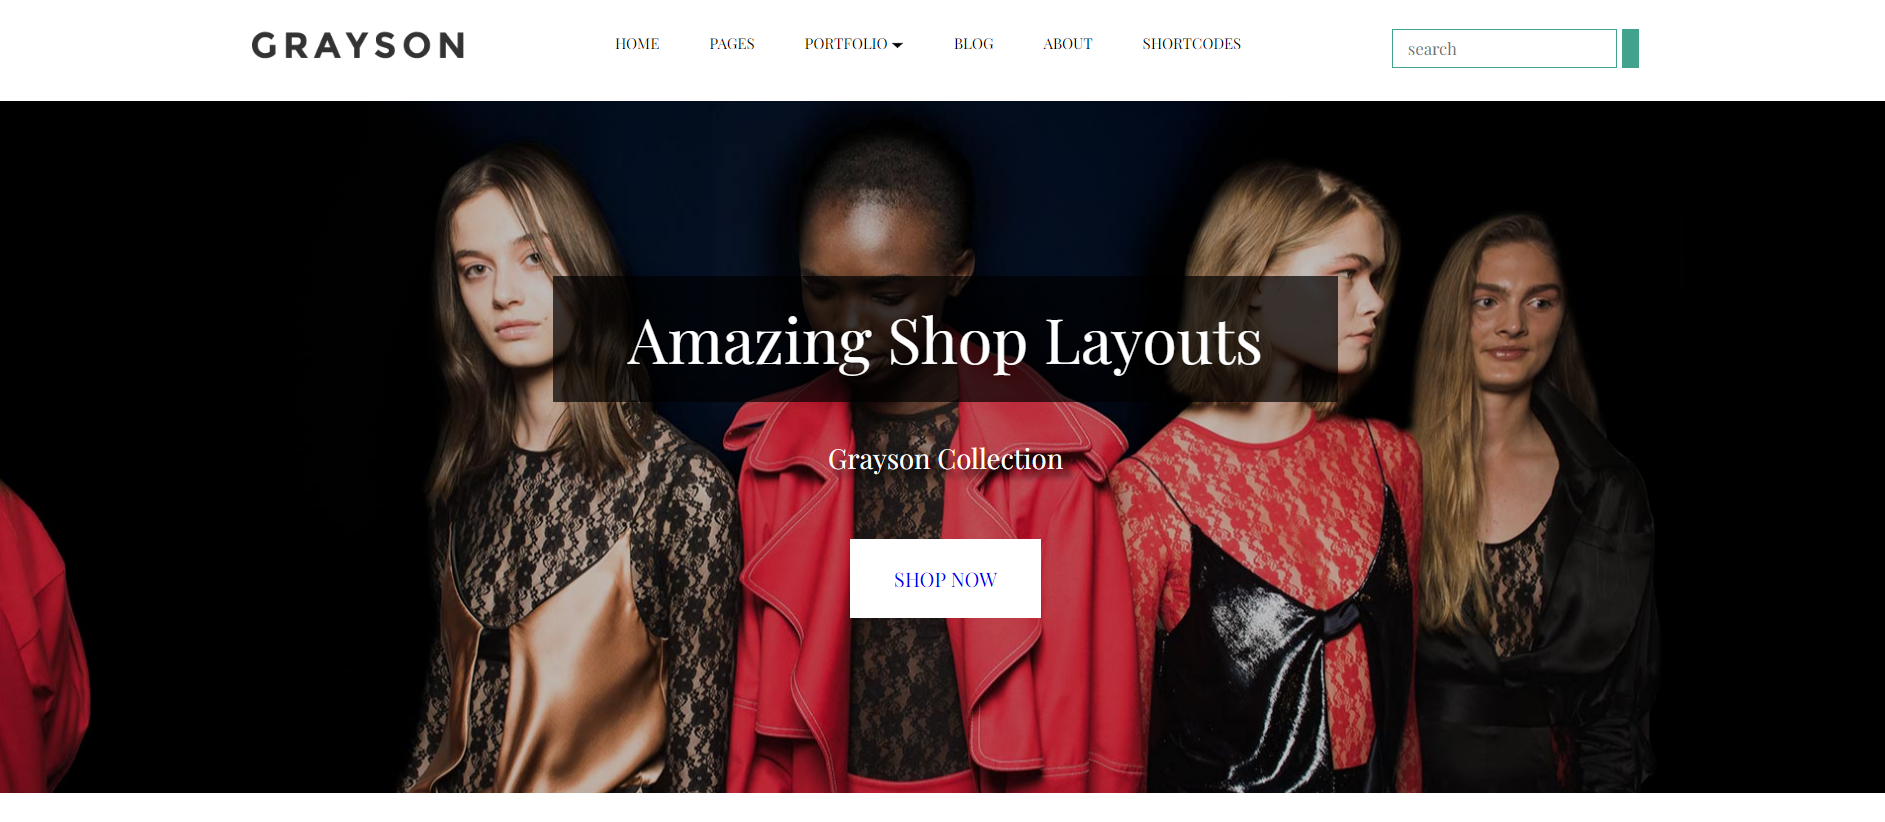 GRAYSON
HOME PAGES PORTFOLIO BLOG ABOUT SHORTCODES
search
Amazing Shop Layouts
Grayson Collection
SHOP NOW